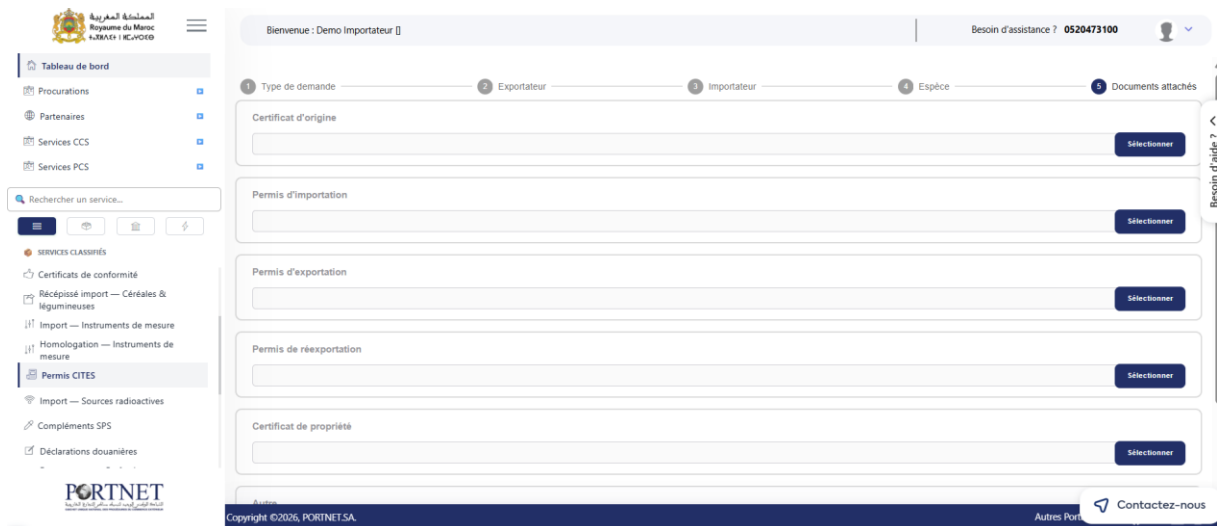 المملكة المغربية
Royaume du Maroc
ⵜⴰⴳⵍⴷⵉⵜ ⵏ ⵍⵎⵖⵔⵉⴱ
Bienvenue : Demo Importateur []
Besoin d'assistance ? 0520473100
Tableau de bord
Procurations
Partenaires
Services CCS
Services PCS
Rechercher un service...
SERVICES CLASSIFIÉS
Certificats de conformité
Récépissé import — Céréales &
légumineuses
Import — Instruments de mesure
Homologation — Instruments de
mesure
Permis CITES
Import — Sources radioactives
Compléments SPS
Déclarations douanières
PORTNET
1 Type de demande
2 Exportateur
3 Importateur
4 Espèce
5 Documents attachés
Certificat d'origine
Sélectionner
Permis d'importation
Sélectionner
Permis d'exportation
Sélectionner
Permis de réexportation
Sélectionner
Certificat de propriété
Sélectionner
Autre
Besoin d'aide ?
Copyright ©2026, PORTNET.SA.
Autres Port
Contactez-nous